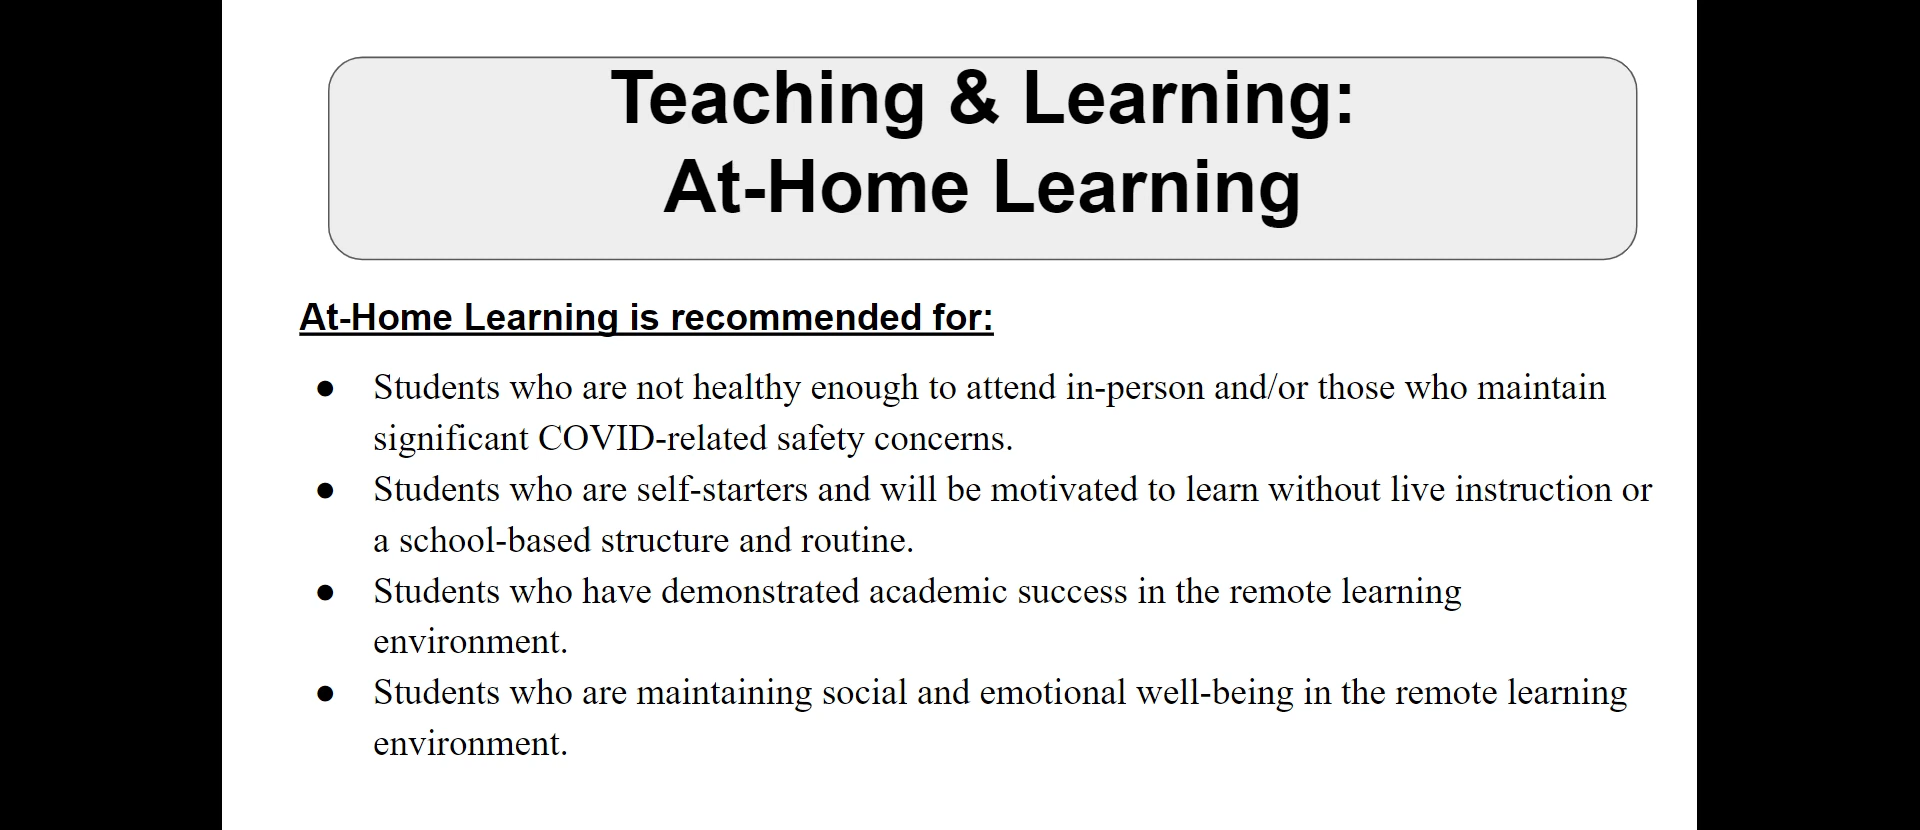 Teaching & Learning:
At-Home Learning
At-Home Learning is recommended for:
● Students who are not healthy enough to attend in-person and/or those who maintain
significant COVID-related safety concerns.
● Students who are self-starters and will be motivated to learn without live instruction or
a school-based structure and routine.
● Students who have demonstrated academic success in the remote learning
environment.
● Students who are maintaining social and emotional well-being in the remote learning
environment.